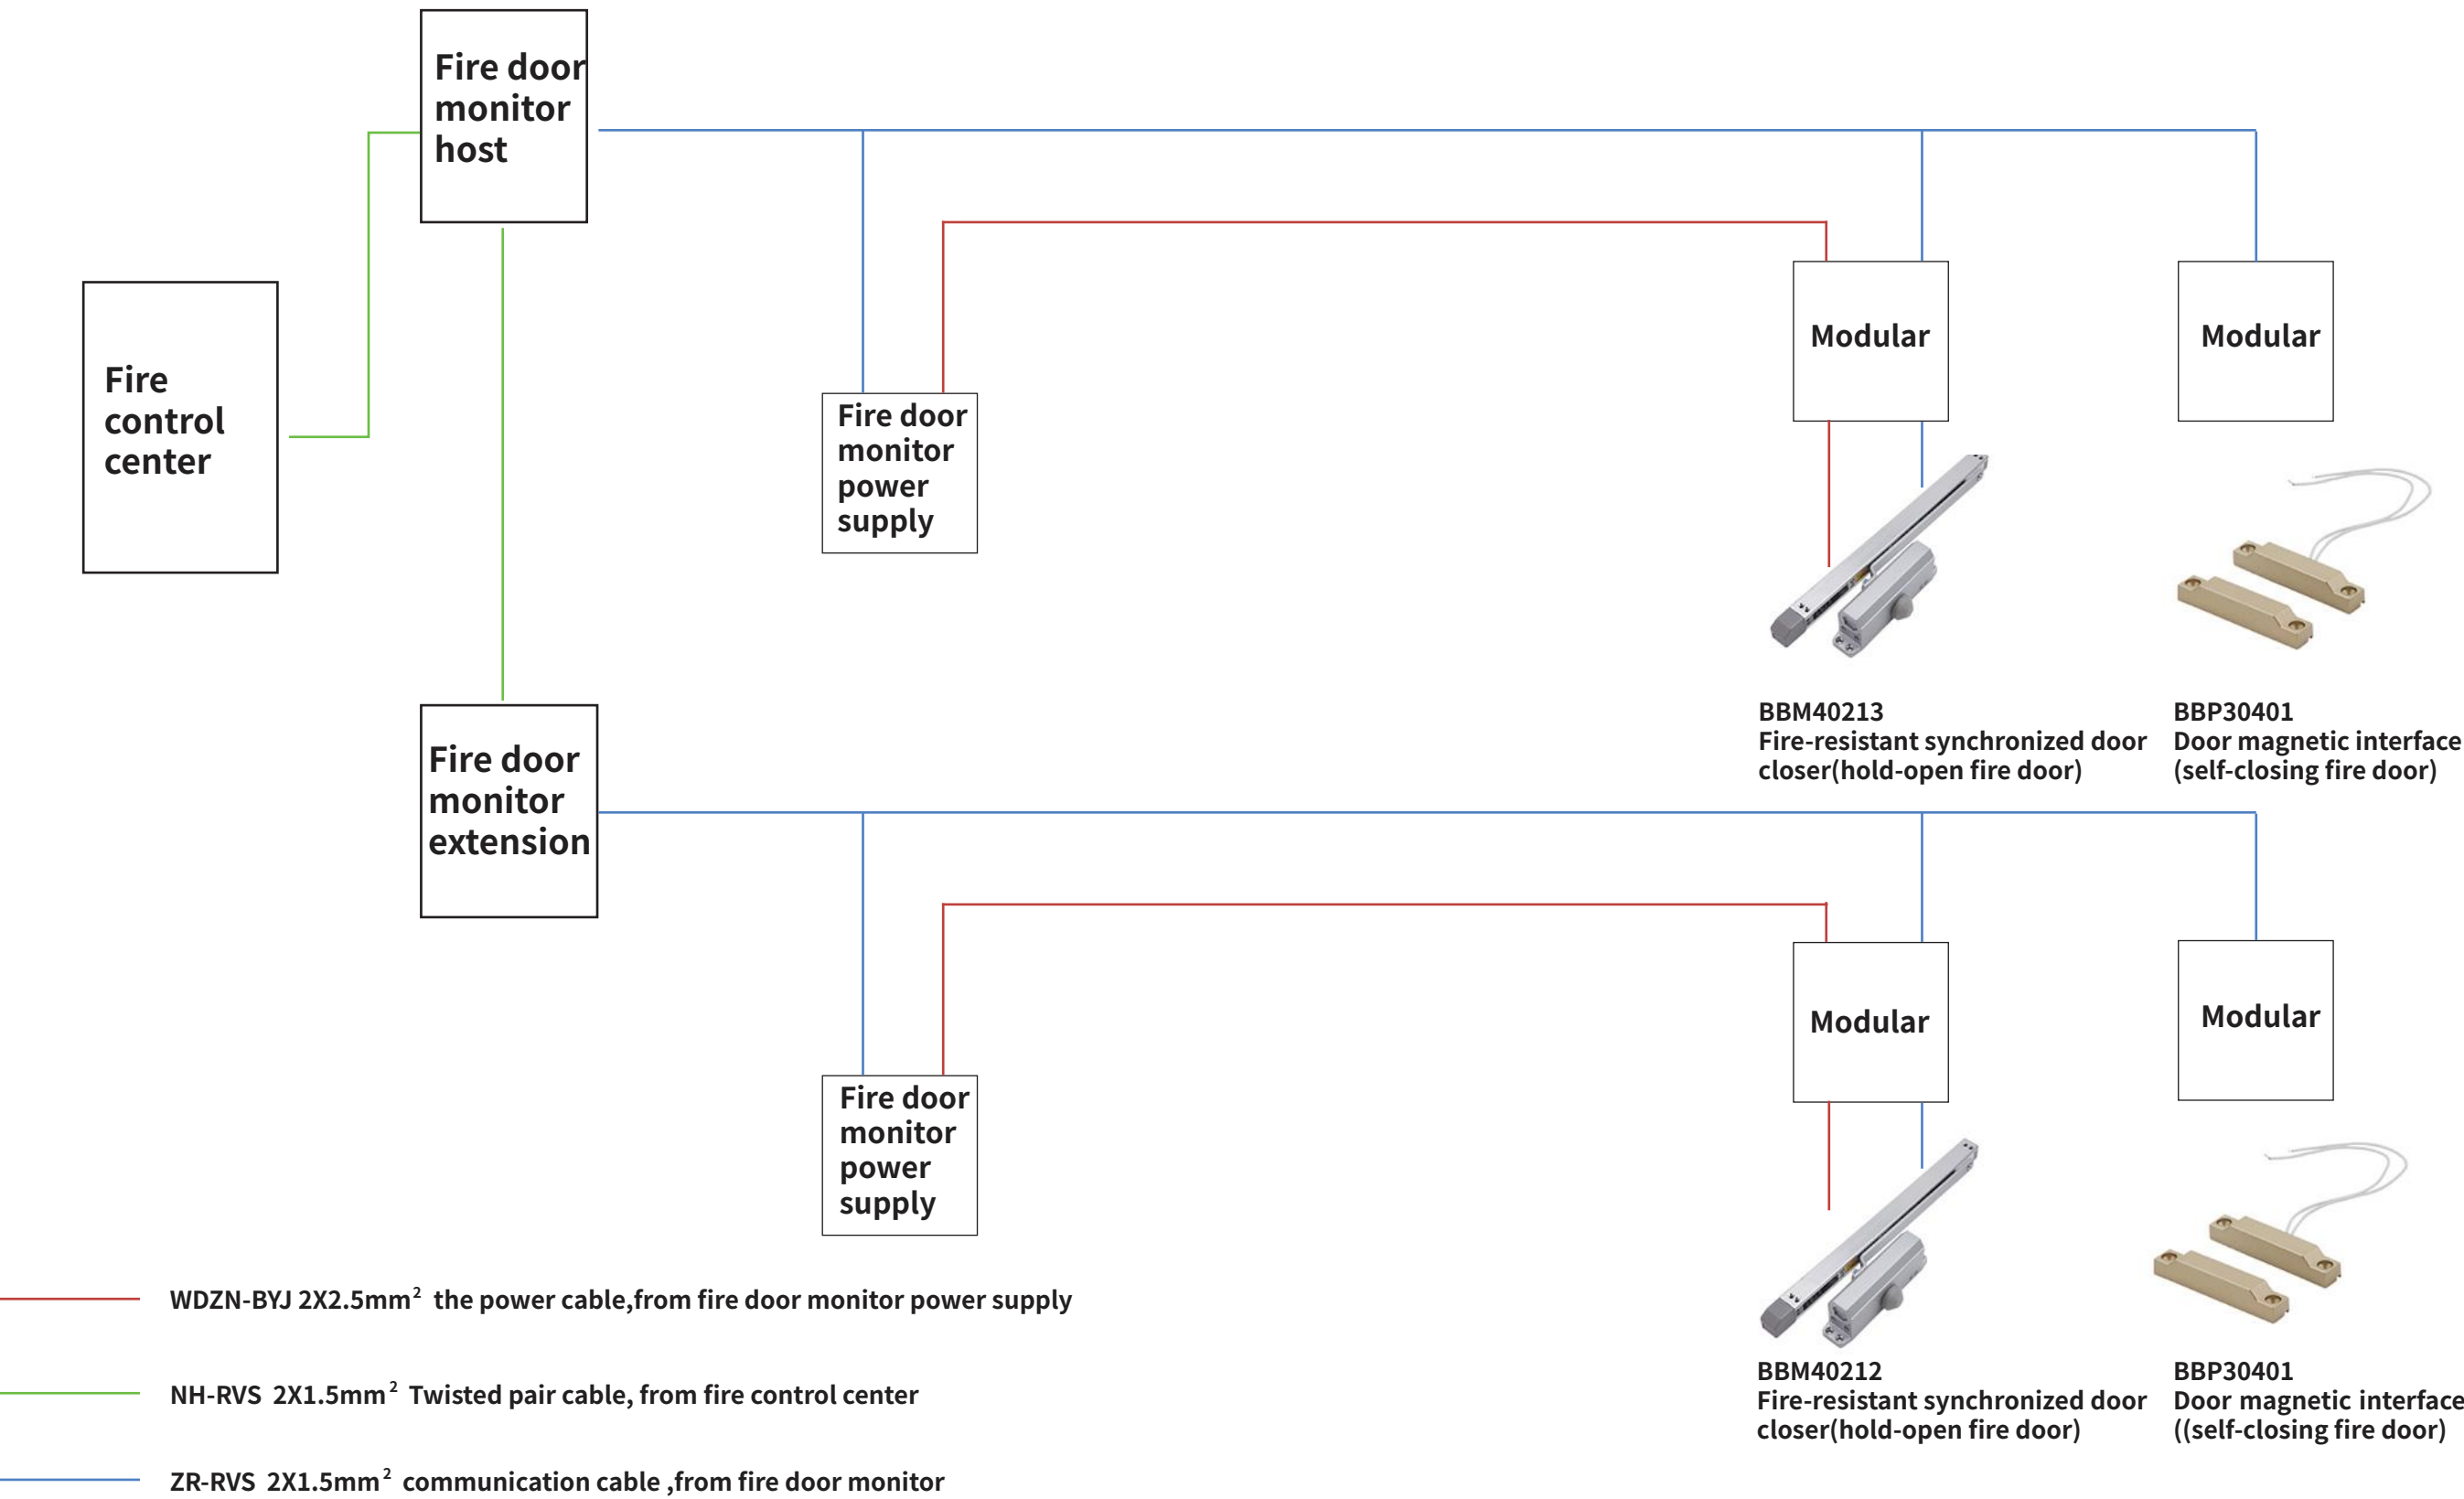 Fire door
monitor
host
Fire
control
center
Modular
Modular
Fire door
monitor
power
supply
BBM40213
Fire-resistant synchronized door
closer(hold-open fire door)
BBP30401
Door magnetic interface
(self-closing fire door)
Fire door
monitor
extension
Modular
Modular
Fire door
monitor
power
supply
BBM40212
Fire-resistant synchronized door
closer(hold-open fire door)
BBP30401
Door magnetic interface
((self-closing fire door)
WDZN-BYJ 2X2.5mm² the power cable,from fire door monitor power supply
NH-RVS 2X1.5mm² Twisted pair cable, from fire control center
ZR-RVS 2X1.5mm² communication cable ,from fire door monitor